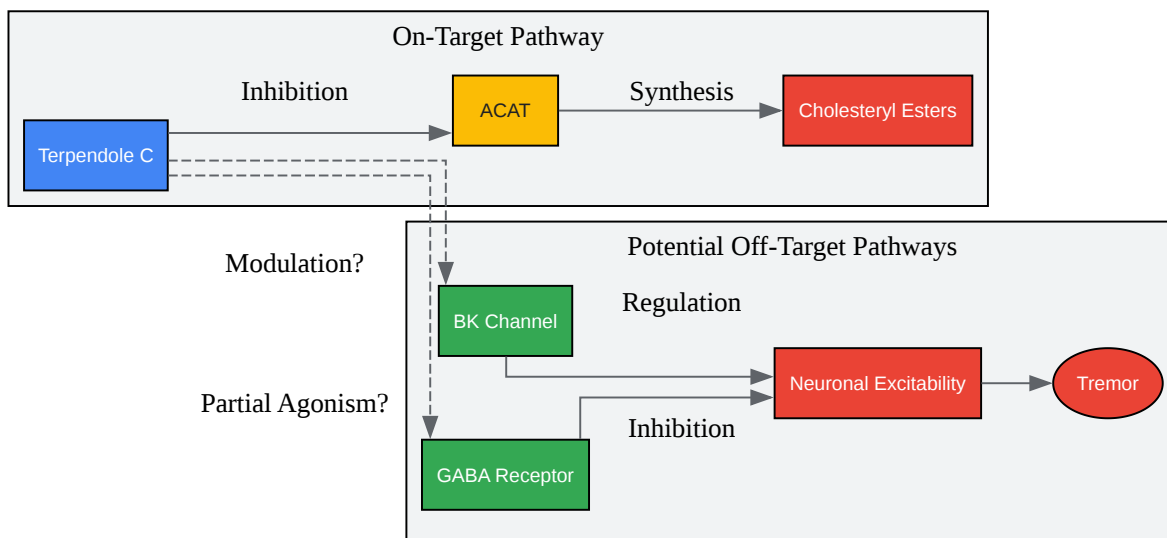 On-Target Pathway
Inhibition
ACAT
Synthesis
Cholesteryl Esters
Terpendole C
Potential Off-Target Pathways
Modulation?
BK Channel
Regulation
Neuronal Excitability
Tremor
Partial Agonism?
Inhibition
GABA Receptor